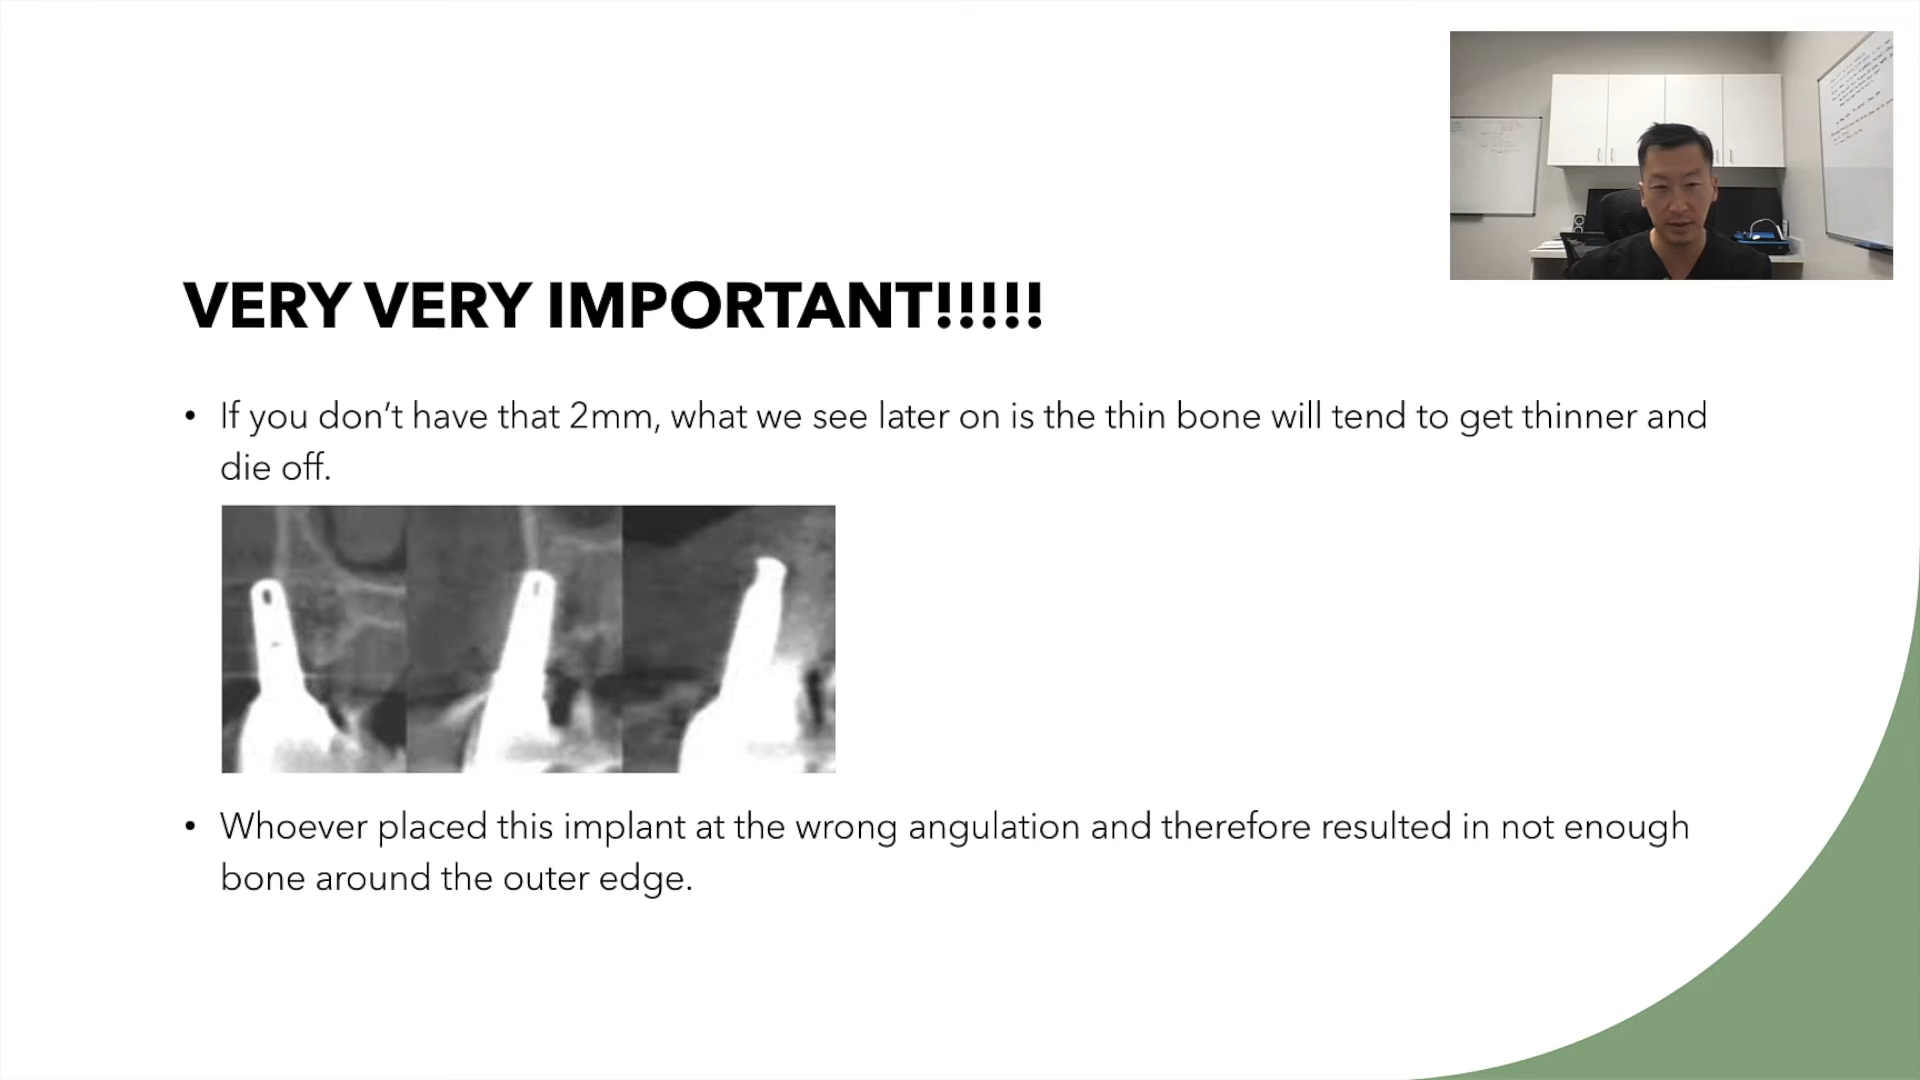 VERY VERY IMPORTANT!!!!!
• If you don’t have that 2mm, what we see later on is the thin bone will tend to get thinner and
die off.
• Whoever placed this implant at the wrong angulation and therefore resulted in not enough
bone around the outer edge.